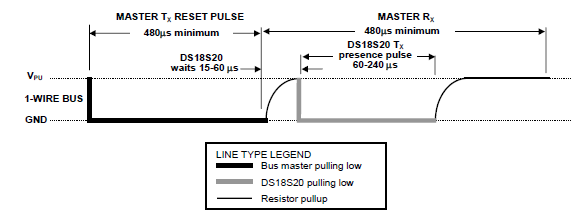 MASTER TX RESET PULSE
480µs minimum
MASTER RX
480µs minimum
DS18S20
waits 15-60 µs
DS18S20 TX
presence pulse
60-240 µs
VPU
1-WIRE BUS
GND
LINE TYPE LEGEND
Bus master pulling low
DS18S20 pulling low
Resistor pullup